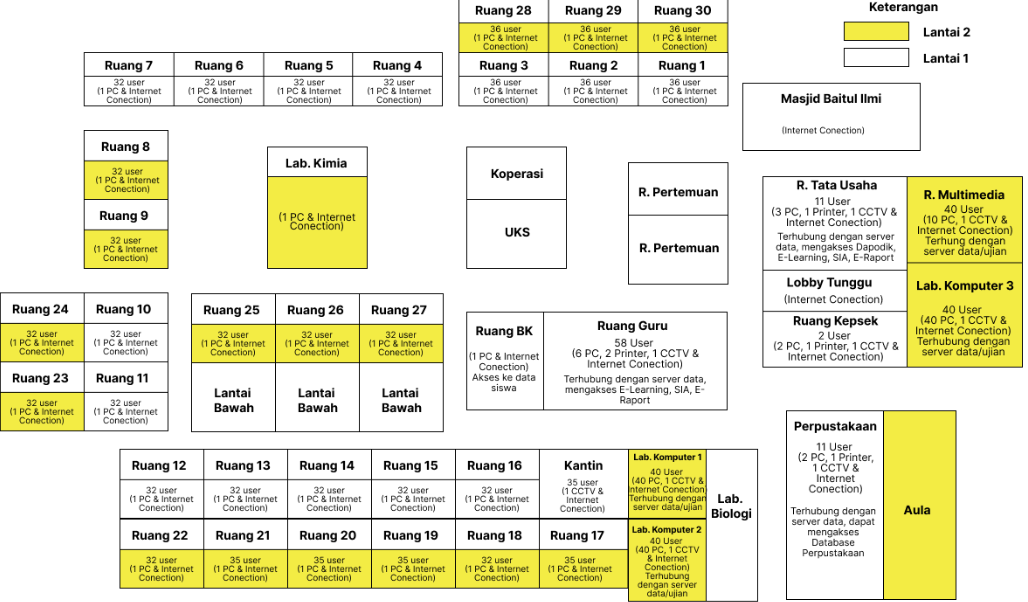 Keterangan
Lantai 2
Lantai 1
Ruang 28
36 user
(1 PC & Internet
Conection)
Ruang 29
36 user
(1 PC & Internet
Conection)
Ruang 30
36 user
(1 PC & Internet
Conection)
Ruang 7
32 user
(1 PC & Internet
Conection)
Ruang 6
32 user
(1 PC & Internet
Conection)
Ruang 5
32 user
(1 PC & Internet
Conection)
Ruang 4
32 user
(1 PC & Internet
Conection)
Ruang 3
36 user
(1 PC & Internet
Conection)
Ruang 2
36 user
(1 PC & Internet
Conection)
Ruang 1
36 user
(1 PC & Internet
Conection)
Masjid Baitul Ilmi
(Internet Conection)
Ruang 8
32 user
(1 PC & Internet
Conection)
Ruang 9
32 user
(1 PC & Internet
Conection)
Lab. Kimia
(1 PC & Internet
Conection)
Koperasi
UKS
R. Pertemuan
R. Pertemuan
R. Tata Usaha
11 User
(3 PC, 1 Printer, 1 CCTV &
Internet Conection)
Terhubung dengan server
data, mengakses Dapodik,
E-Learning, SIA, E-Raport
R. Multimedia
40 User
(10 PC, 1 CCTV &
Internet Conection)
Terhung dengan
server data/ujian
Lobby Tunggu
(Internet Conection)
Ruang Kepsek
2 User
(2 PC, 1 Printer, 1 CCTV &
Internet Conection)
Lab. Komputer 3
40 User
(40 PC, 1 CCTV &
Internet Conection)
Terhubung dengan
server data/ujian
Ruang 24
32 user
(1 PC & Internet
Conection)
Ruang 10
32 user
(1 PC & Internet
Conection)
Ruang 23
32 user
(1 PC & Internet
Conection)
Ruang 11
32 user
(1 PC & Internet
Conection)
Ruang 25
32 user
(1 PC & Internet
Conection)
Lantai
Bawah
Ruang 26
32 user
(1 PC & Internet
Conection)
Lantai
Bawah
Ruang 27
32 user
(1 PC & Internet
Conection)
Lantai
Bawah
Ruang BK
(1 PC & Internet
Conection)
Akses ke data
siswa
Ruang Guru
58 User
(6 PC, 2 Printer, 1 CCTV &
Internet Conection)
Terhubung dengan server data,
mengakses E-Learning, SIA, E-
Raport
Perpustakaan
11 User
(2 PC, 1 Printer,
1 CCTV &
Internet
Conection)
Terhubung dengan
server data, dapat
mengakses
Database
Perpustakaan
Aula
Ruang 12
32 user
(1 PC & Internet
Conection)
Ruang 13
32 user
(1 PC & Internet
Conection)
Ruang 14
32 user
(1 PC & Internet
Conection)
Ruang 15
32 user
(1 PC & Internet
Conection)
Ruang 16
32 user
(1 PC & Internet
Conection)
Kantin
35 user
(1 CCTV &
Internet
Conection)
Lab. Komputer 1
40 User
(40 PC, 1 CCTV &
Internet Conection)
Terhubung dengan
server data/ujian
Lab.
Biologi
Ruang 22
32 user
(1 PC & Internet
Conection)
Ruang 21
35 user
(1 PC & Internet
Conection)
Ruang 20
35 user
(1 PC & Internet
Conection)
Ruang 19
35 user
(1 PC & Internet
Conection)
Ruang 18
32 user
(1 PC & Internet
Conection)
Ruang 17
35 user
(1 PC & Internet
Conection)
Lab. Komputer 2
40 User
(40 PC, 1 CCTV
& Internet
Conection)
Terhubung
dengan server
data/ujian